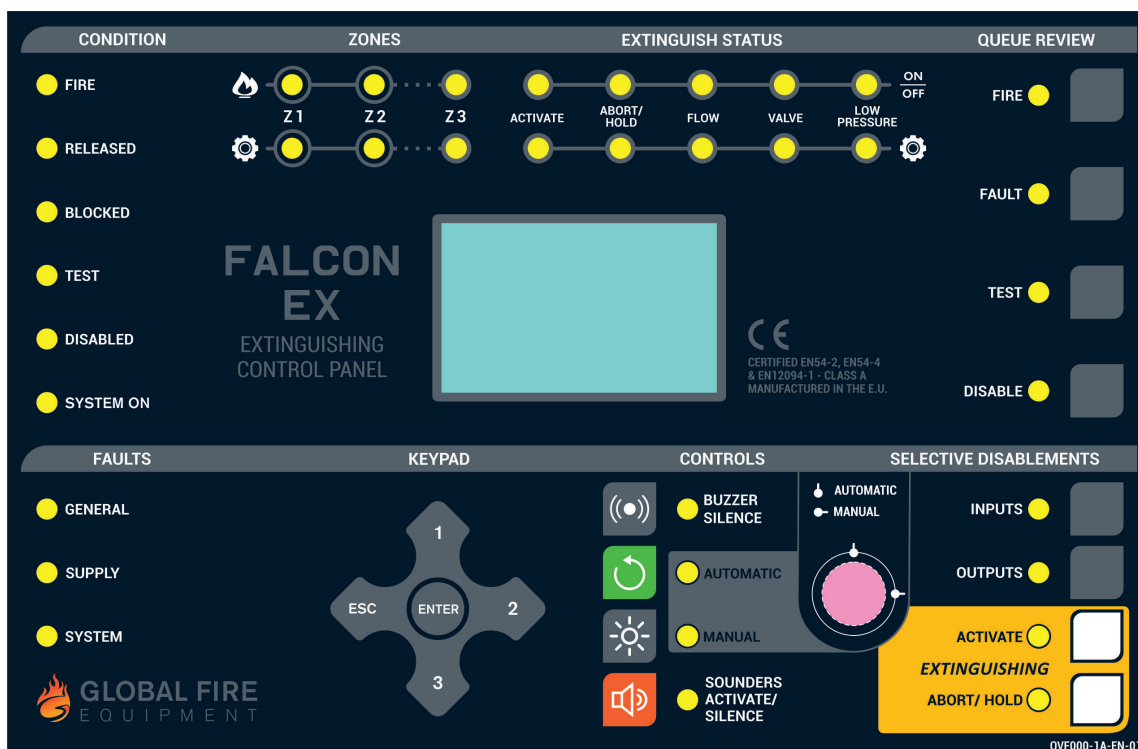 CONDITION
ZONES
EXTINGUISH STATUS
QUEUE REVIEW
FIRE
RELEASED
BLOCKED
TEST
DISABLED
SYSTEM ON
Z 1
Z 2
Z 3
ACTIVATE
ABORT/
HOLD
FLOW
VALVE
LOW
PRESSURE
ON
OFF
FIRE
FAULT
TEST
DISABLE
FALCON
EX
EXTINGUISHING
CONTROL PANEL
CE
CERTIFIED EN54-2, EN54-4
& EN12094-1 - CLASS A
MANUFACTURED IN THE E.U.
FAULTS
KEYPAD
CONTROLS
SELECTIVE DISABLEMENTS
GENERAL
SUPPLY
SYSTEM
GLOBAL FIRE
EQUIPMENT
1
ESC
ENTER
2
3
BUZZER
SILENCE
AUTOMATIC
MANUAL
SOUNDERS
ACTIVATE/
SILENCE
AUTOMATIC
MANUAL
INPUTS
OUTPUTS
ACTIVATE
EXTINGUISHING
ABORT/ HOLD